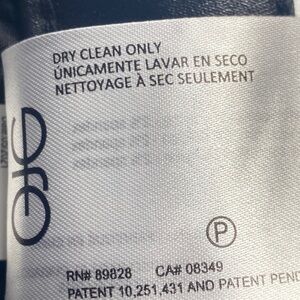 DRY CLEAN ONLY
ÚNICAMENTE LAVAR EN SECO
NETTOYAGE À SEC SEULEMENT
P
RN# 89828 CA# 08349
PATENT 10,251,431 AND PATENT PEND